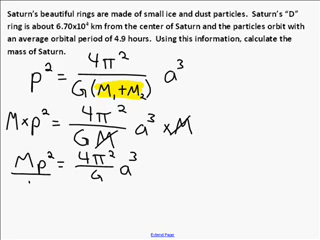 Saturn's beautiful rings are made of small ice and dust particles. Saturn's "D"
ring is about 6.70x10⁴ km from the center of Saturn and the particles orbit with
an average orbital period of 4.9 hours. Using this information, calculate the
mass of Saturn.
p² = 4π² / G(M₁+M₂) a³
M×p² = 4π² / GM a³ ×M
Mp² = 4π² / G a³
Extend Page